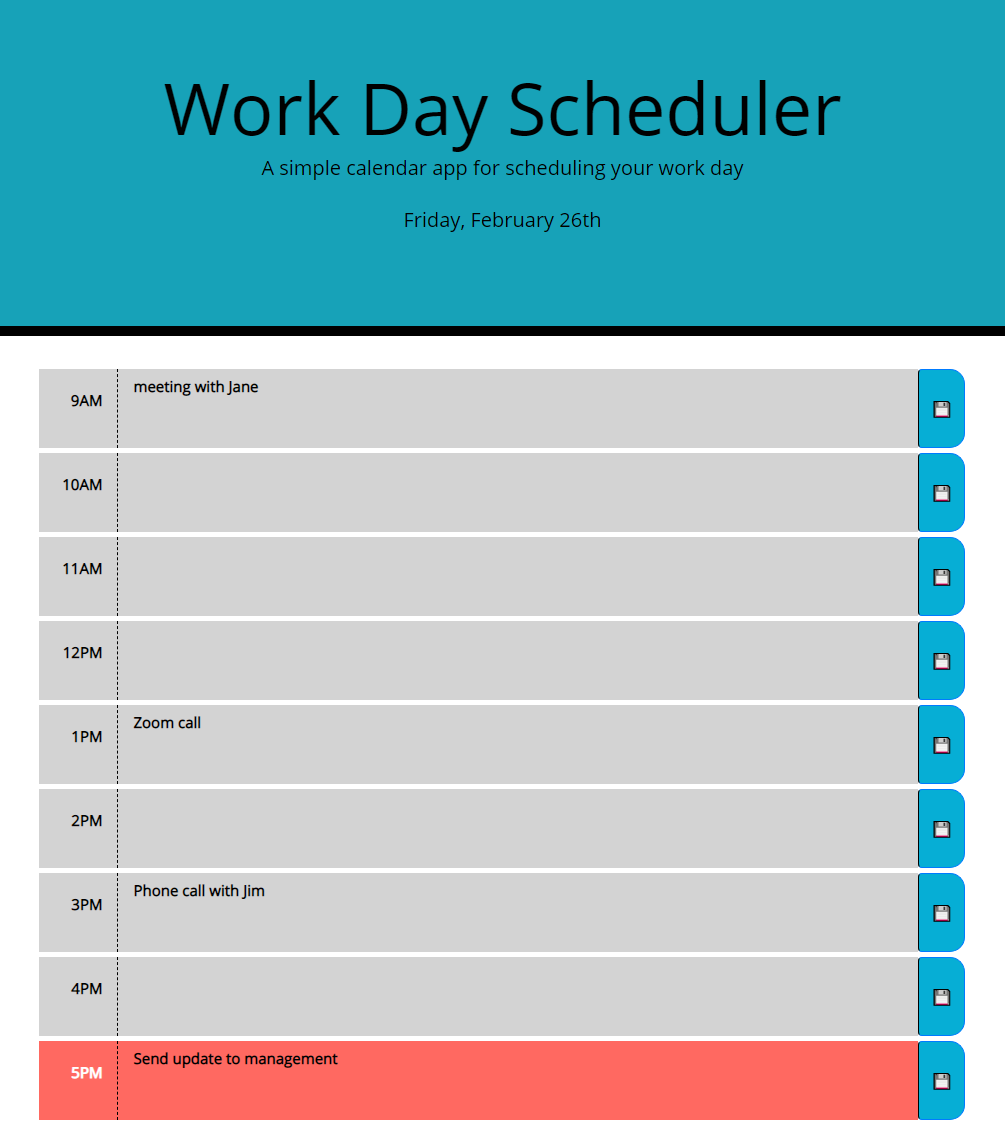 Work Day Scheduler
A simple calendar app for scheduling your work day
Friday, February 26th
9AM meeting with Jane
10AM
11AM
12PM
1PM Zoom call
2PM
3PM Phone call with Jim
4PM
5PM Send update to management